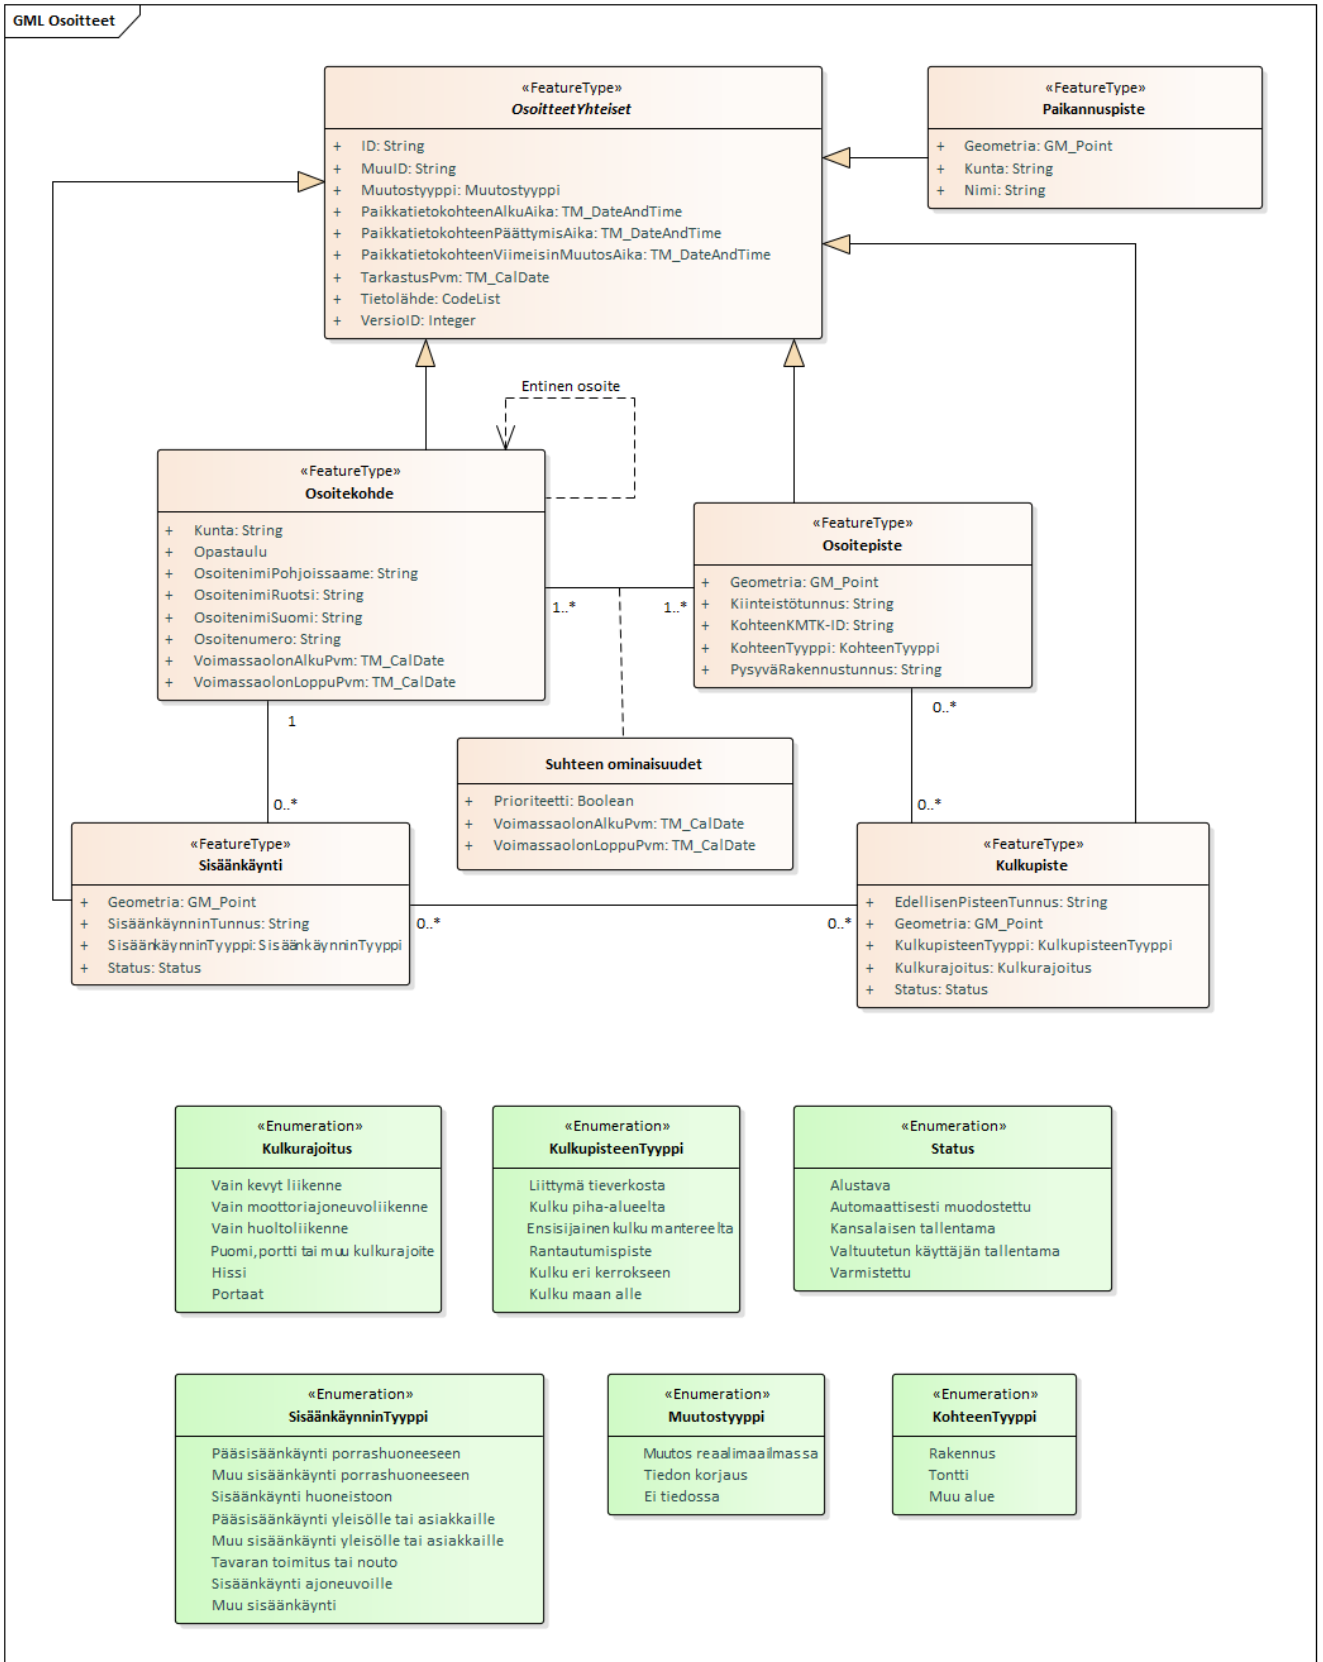 GML Osoitteet
«FeatureType»
OsoitteetYhteiset
+ ID: String
+ MuuID: String
+ Muutostyyppi: Muutostyyppi
+ PaikkatietokohteenAlkuAika: TM_DateAndTime
+ PaikkatietokohteenPäättymisAika: TM_DateAndTime
+ PaikkatietokohteenViimeisinMuutosAika: TM_DateAndTime
+ TarkastusPvm: TM_CalDate
+ Tietolähde: CodeList
+ VersioID: Integer
«FeatureType»
Paikannuspiste
+ Geometria: GM_Point
+ Kunta: String
+ Nimi: String
Entinen osoite
«FeatureType»
Osoitekohde
+ Kunta: String
+ Opastaulu
+ OsoitenimiPohjoissaame: String
+ OsoitenimiRuotsi: String
+ OsoitenimiSuomi: String
+ Osoitenumero: String
+ VoimassaolonAlkuPvm: TM_CalDate
+ VoimassaolonLoppuPvm: TM_CalDate
«FeatureType»
Osoitepiste
+ Geometria: GM_Point
+ Kiinteistötunnus: String
+ KohteenKMTK-ID: String
+ KohteenTyyppi: KohteenTyyppi
+ PysyväRakennustunnus: String
1..*
1..*
1
0..*
0..*
0..*
Suhteen ominaisuudet
+ Prioriteetti: Boolean
+ VoimassaolonAlkuPvm: TM_CalDate
+ VoimassaolonLoppuPvm: TM_CalDate
«FeatureType»
Sisäänkäynti
+ Geometria: GM_Point
+ SisäänkäynninTunnus: String
+ SisäänkäynninTyyppi: SisäänkäynninTyyppi
+ Status: Status
0..*
0..*
«FeatureType»
Kulkupiste
+ EdellisenPisteenTunnus: String
+ Geometria: GM_Point
+ KulkupisteenTyyppi: KulkupisteenTyyppi
+ Kulkurajoitus: Kulkurajoitus
+ Status: Status
«Enumeration»
Kulkurajoitus
Vain kevyt liikenne
Vain moottoriajoneuvoliikenne
Vain huoltoliikenne
Puomi, portti tai muu kulkurajoite
Hissi
Portaat
«Enumeration»
KulkupisteenTyyppi
Liittymä tieverkosta
Kulku piha-alueelta
Ensisijainen kulku mantereelta
Rantautumispiste
Kulku eri kerrokseen
Kulku maan alle
«Enumeration»
Status
Alustava
Automaattisesti muodostettu
Kansalaisen tallentama
Valtuutetun käyttäjän tallentama
Varmistettu
«Enumeration»
SisäänkäynninTyyppi
Pääsisäänkäynti porrashuoneeseen
Muu sisäänkäynti porrashuoneeseen
Sisäänkäynti huoneistoon
Pääsisäänkäynti yleisölle tai asiakkaille
Muu sisäänkäynti yleisölle tai asiakkaille
Tavaran toimitus tai nouto
Sisäänkäynti ajoneuvoille
Muu sisäänkäynti
«Enumeration»
Muutostyyppi
Muutos reaalimaailmassa
Tiedon korjaus
Ei tiedossa
«Enumeration»
KohteenTyyppi
Rakennus
Tontti
Muu alue